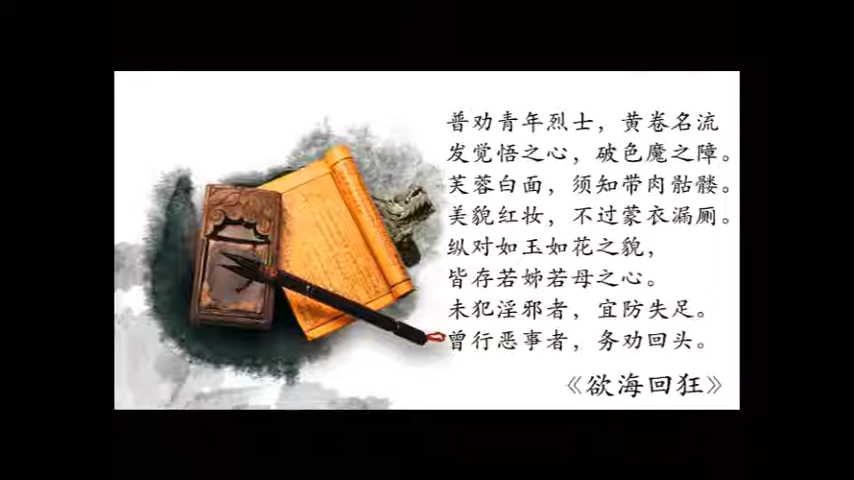 普劝青年烈士，黄卷名流
发觉悟之心，破色魔之障。
芙蓉白面，须知带肉骷髅。
美貌红妆，不过蒙衣漏厕。
纵对如玉如花之貌，
皆存若姊若母之心。
未犯淫邪者，宜防失足。
曾行恶事者，务劝回头。
《欲海回狂》